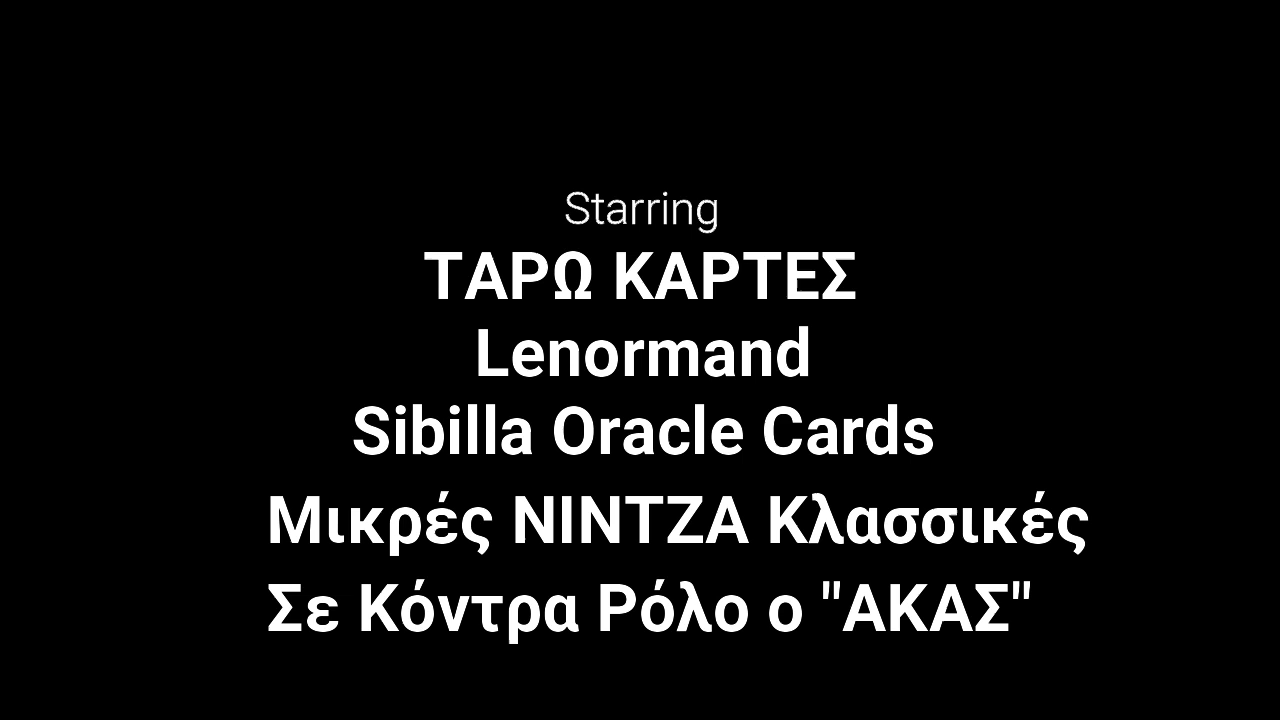 Starring
ΤΑΡΩ ΚΑΡΤΕΣ
Lenormand
Sibilla Oracle Cards
Μικρές ΝΙΝΤΖΑ Κλασσικές
Σε Κόντρα Ρόλο ο "ΑΚΑΣ"